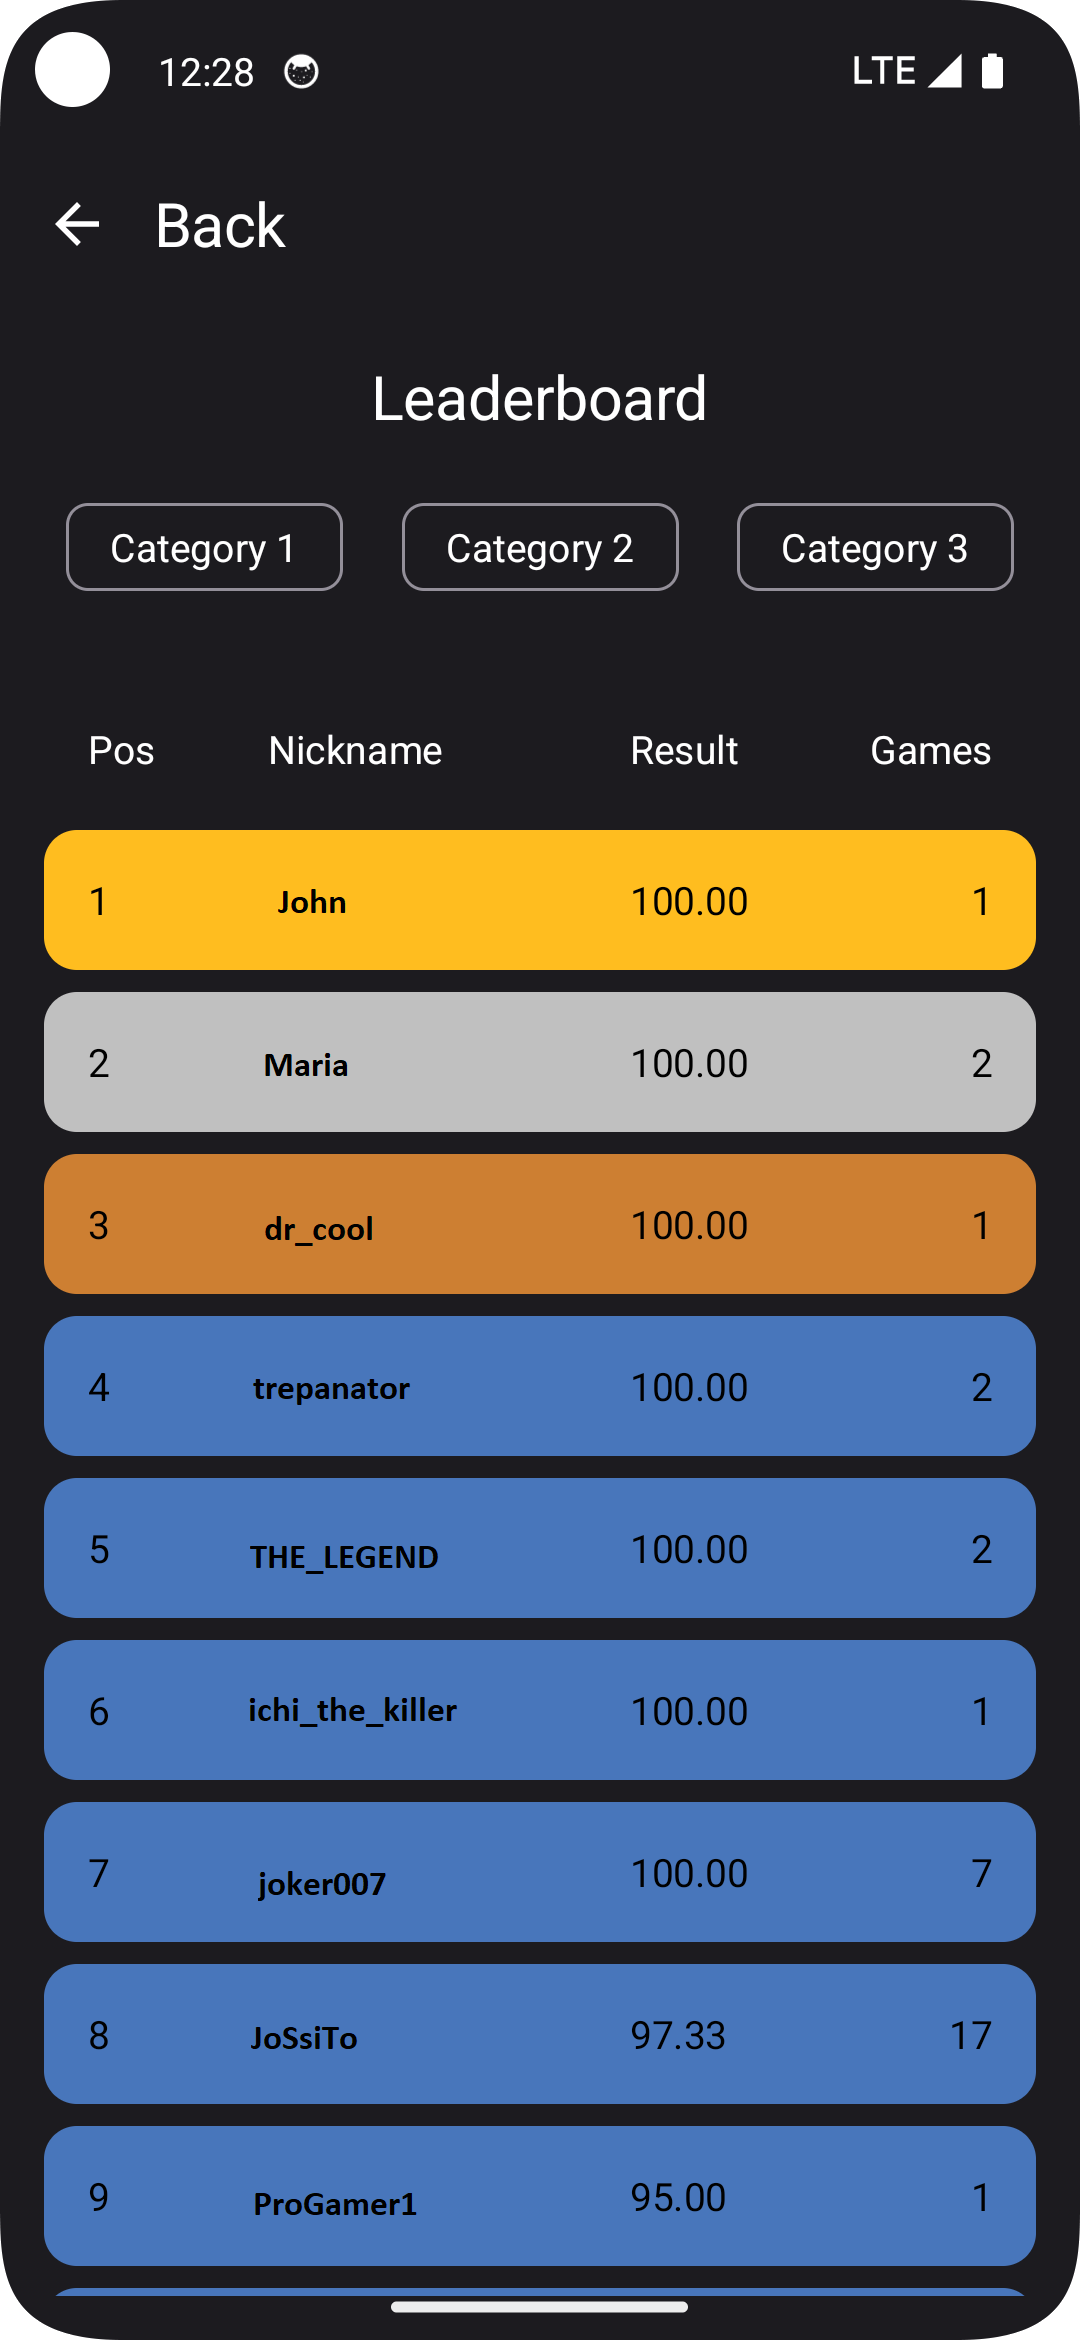 12:28 LTE
Back
Leaderboard
Category 1 Category 2 Category 3
Pos Nickname Result Games
1 John 100.00 1
2 Maria 100.00 2
3 dr_cool 100.00 1
4 trepanator 100.00 2
5 THE_LEGEND 100.00 2
6 ichi_the_killer 100.00 1
7 joker007 100.00 7
8 JoSsiTo 97.33 17
9 ProGamer1 95.00 1